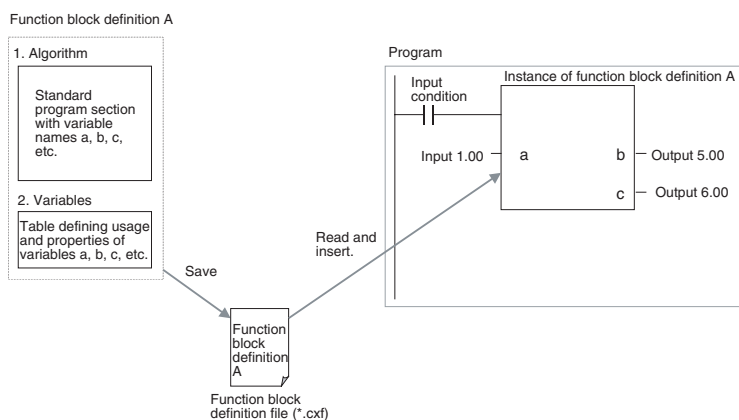 Function block definition A
1. Algorithm
Standard
program section
with variable
names a, b, c,
etc.
2. Variables
Table defining usage
and properties of
variables a, b, c, etc.
Save
Function
block
definition
A
Function block
definition file (*.cxf)
Read and
insert.
Program
Input
condition
Instance of function block definition A
Input 1.00
a
b
Output 5.00
c
Output 6.00